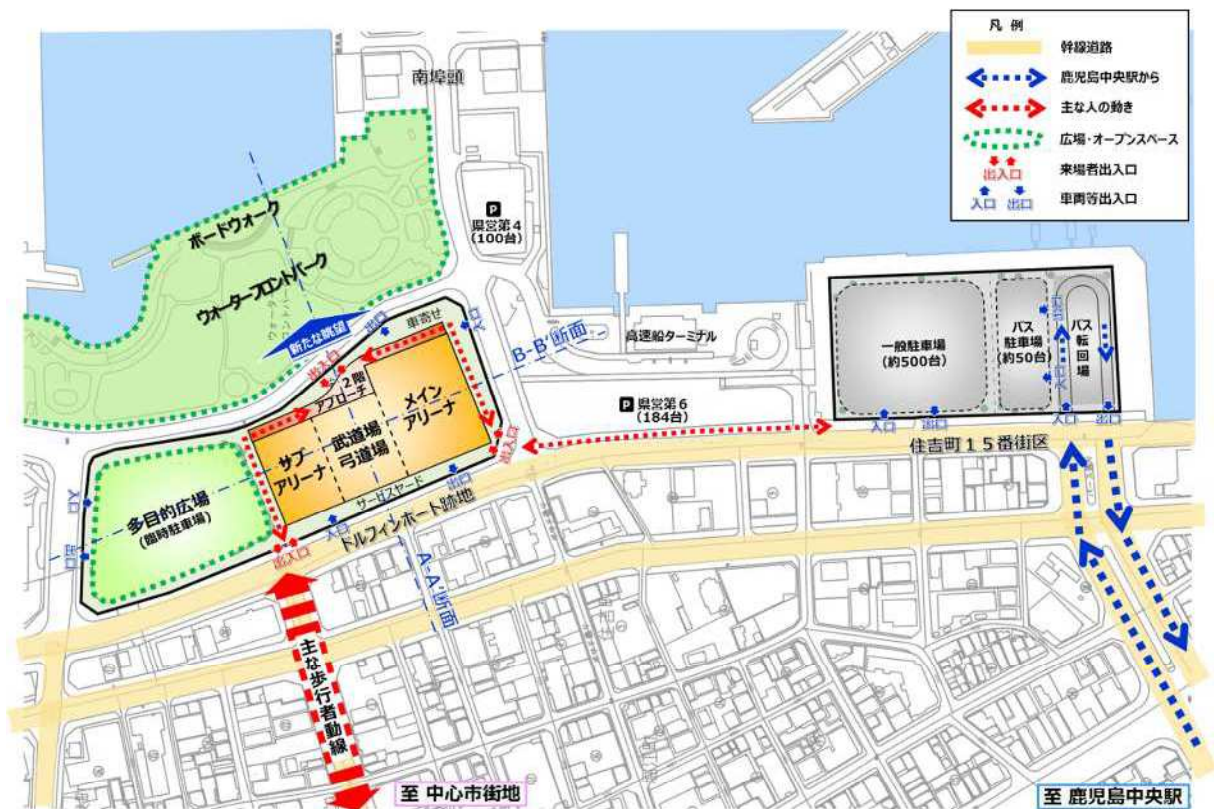 凡 例
幹線道路
鹿児島中央駅から
主な人の動き
広場・オープンスペース
出入口
来場者出入口
入口 出口
車両等出入口
南埠頭
P
県営第4
(100台)
ボードウォーク
ウォーターフロントパーク
新たな眺望
出口
車寄せ
入口
B-B'断面
高速船ターミナル
一般駐車場
(約500台)
バス
駐車場
(約50台)
出口
入口
バス
転回場
出入口
2階
アプローチ
メイン
アリーナ
武道場
弓道場
サブ
アリーナ
P 県営第6
(184台)
入口
出口
入口
出口
住吉町15番街区
出入口
出口
サービスヤード
入口
ドルフィンポート跡地
多目的広場
(臨時駐車場)
入口
出口
出入口
A-A'断面
主な歩行者動線
至 中心市街地
至 鹿児島中央駅